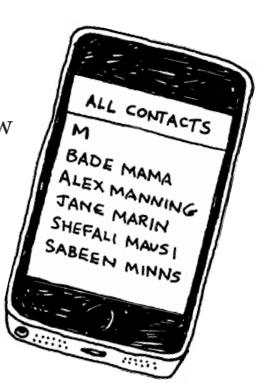 w
ALL CONTACTS
M
BADE MAMA
ALEX MANNING
JANE MARIN
SHEFALI MAUSI
SABEEN MINNS